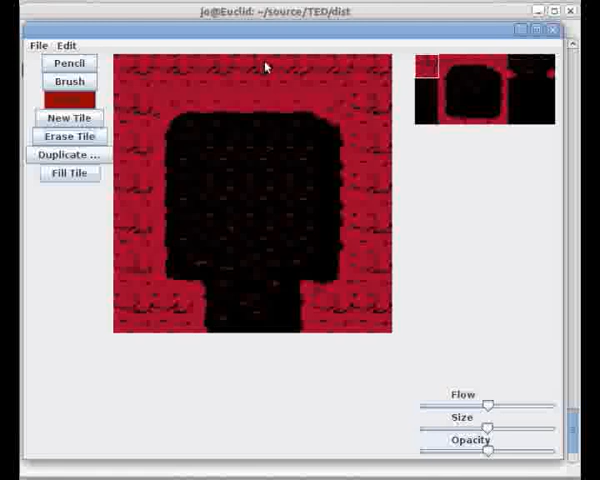 jo@Euclid: ~/source/TED/dist
File Edit
Pencil
Brush
New Tile
Erase Tile
Duplicate ...
Fill Tile
Flow
Size
Opacity